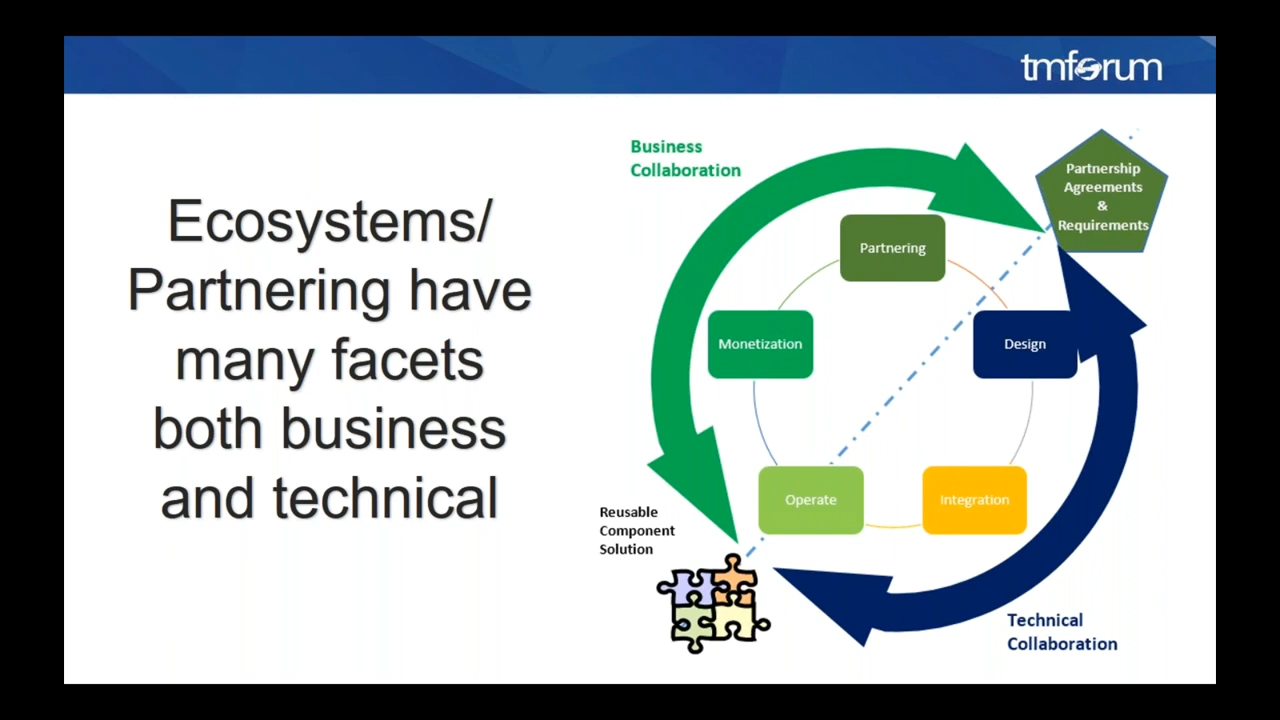 tmforum
Ecosystems/
Partnering have
many facets
both business
and technical
Business
Collaboration
Partnership
Agreements
&
Requirements
Partnering
Monetization
Design
Operate
Integration
Reusable
Component
Solution
Technical
Collaboration